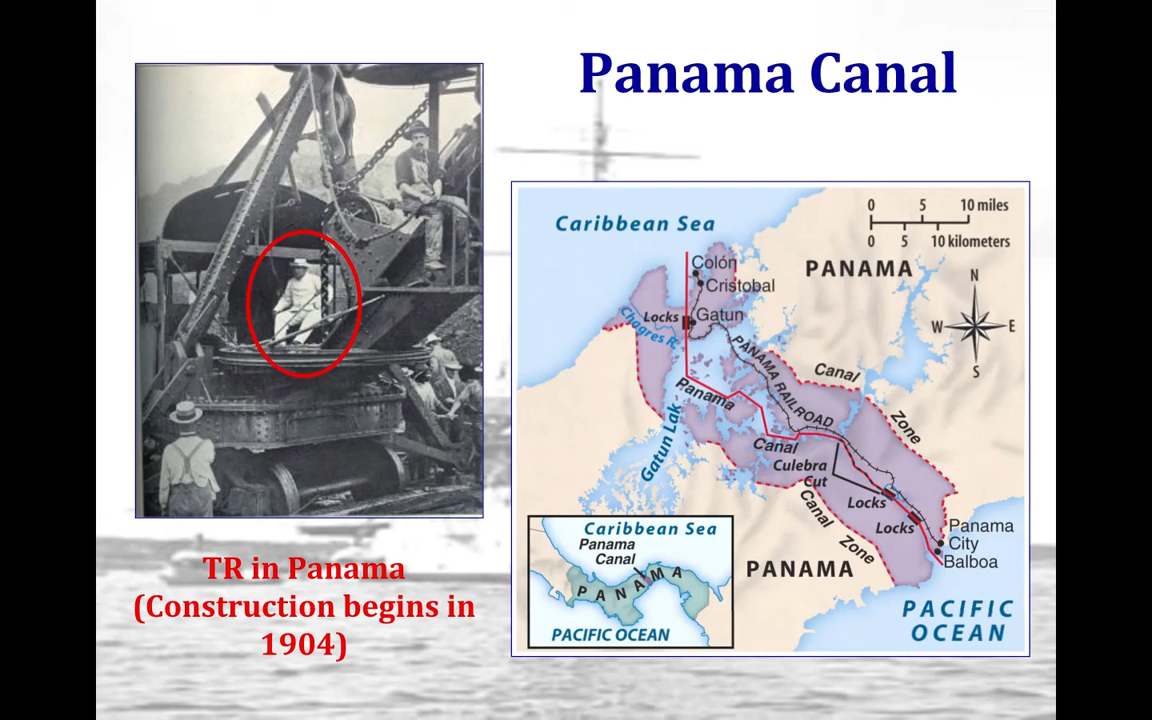 Panama Canal
TR in Panama
(Construction begins in
1904)
Caribbean Sea
0 5 10 miles
0 5 10 kilometers
PANAMA
N
W E
S
Colón
Cristobal
Locks
Gatun
Chagres R.
PANAMA RAILROAD
Canal
Zone
Panama
Canal
Gatun Lak
Culebra
Cut
Locks
Locks
Canal
Zone
Panama
City
Balboa
PANAMA
PACIFIC
OCEAN
Caribbean Sea
Panama
Canal
PANAMA
PACIFIC OCEAN